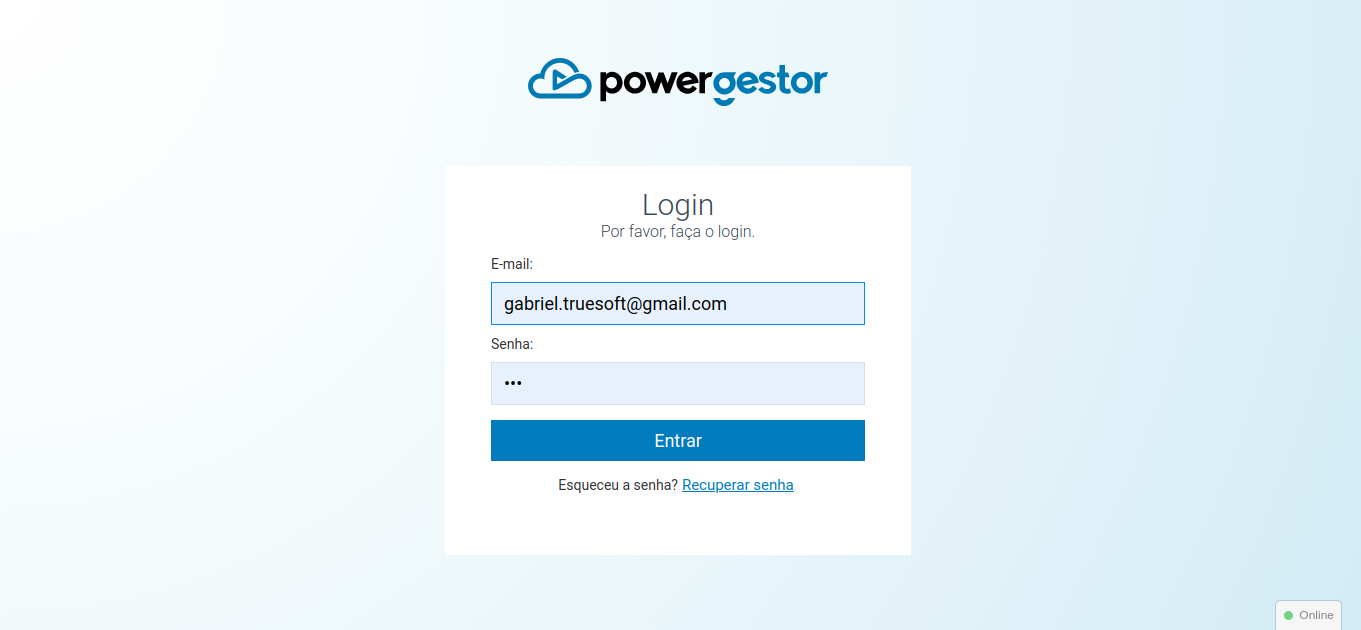 powergestor
Login
Por favor, faça o login.
E-mail:
gabriel.truesoft@gmail.com
Senha:
•••
Entrar
Esqueceu a senha? Recuperar senha
Online